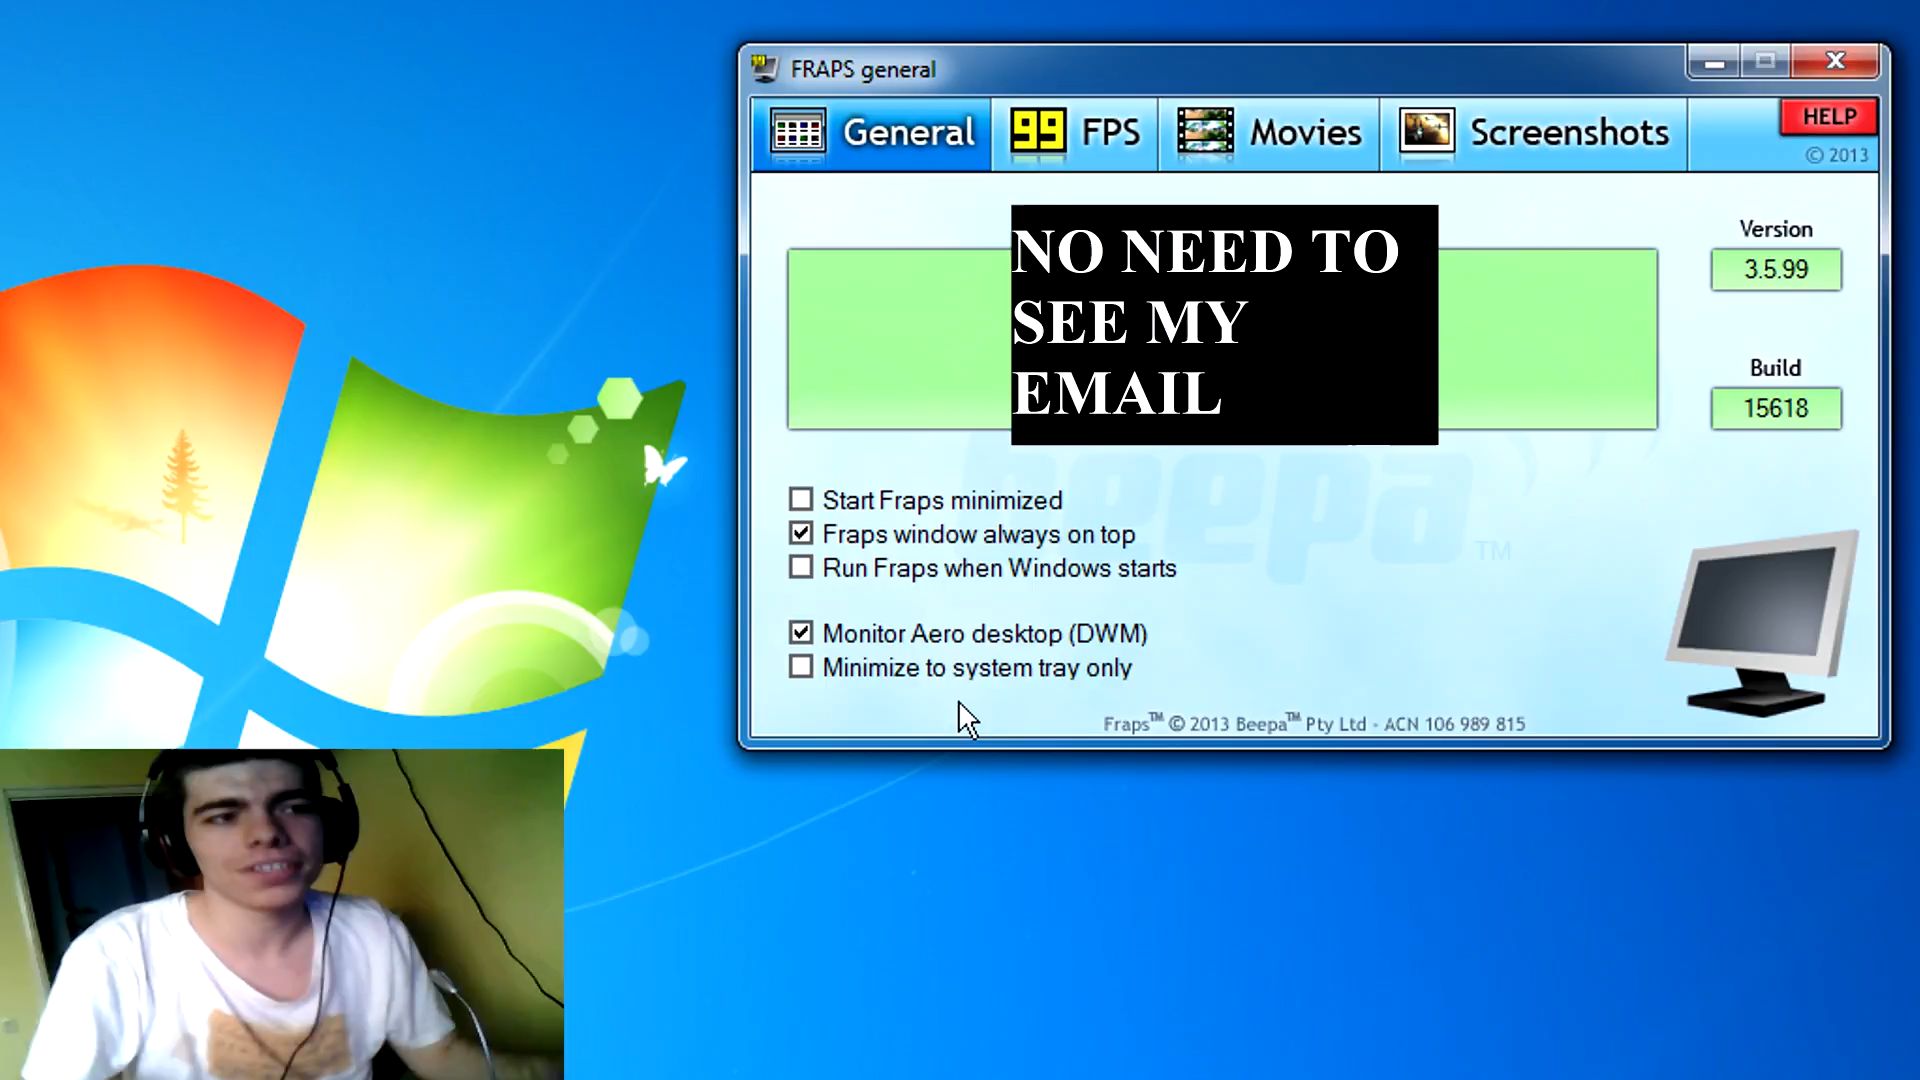 FRAPS general
General
99 FPS
Movies
Screenshots
HELP
© 2013
NO NEED TO
SEE MY
EMAIL
Version
3.5.99
Build
15618
beepa™
Start Fraps minimized
Fraps window always on top
Run Fraps when Windows starts
Monitor Aero desktop (DWM)
Minimize to system tray only
Fraps™ © 2013 Beepa™ Pty Ltd - ACN 106 989 815